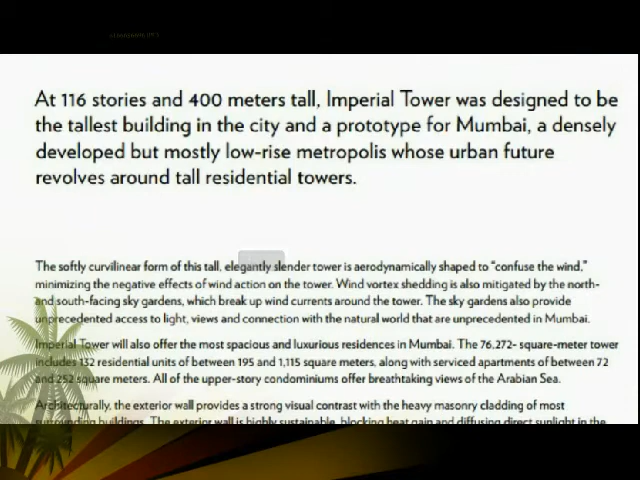 At 116 stories and 400 meters tall, Imperial Tower was designed to be
the tallest building in the city and a prototype for Mumbai, a densely
developed but mostly low-rise metropolis whose urban future
revolves around tall residential towers.
The softly curvilinear form of this tall, elegantly slender tower is aerodynamically shaped to “confuse the wind,”
minimizing the negative effects of wind action on the tower. Wind vortex shedding is also mitigated by the north-
and south-facing sky gardens, which break up wind currents around the tower. The sky gardens also provide
unprecedented access to light, views and connection with the natural world that are unprecedented in Mumbai.
Imperial Tower will also offer the most spacious and luxurious residences in Mumbai. The 76,272- square-meter tower
includes 132 residential units of between 195 and 1,115 square meters, along with serviced apartments of between 72
and 252 square meters. All of the upper-story condominiums offer breathtaking views of the Arabian Sea.
Architecturally, the exterior wall provides a strong visual contrast with the heavy masonry cladding of most
surrounding buildings. The exterior wall is highly sustainable, blocking heat gain and diffusing direct sunlight in the